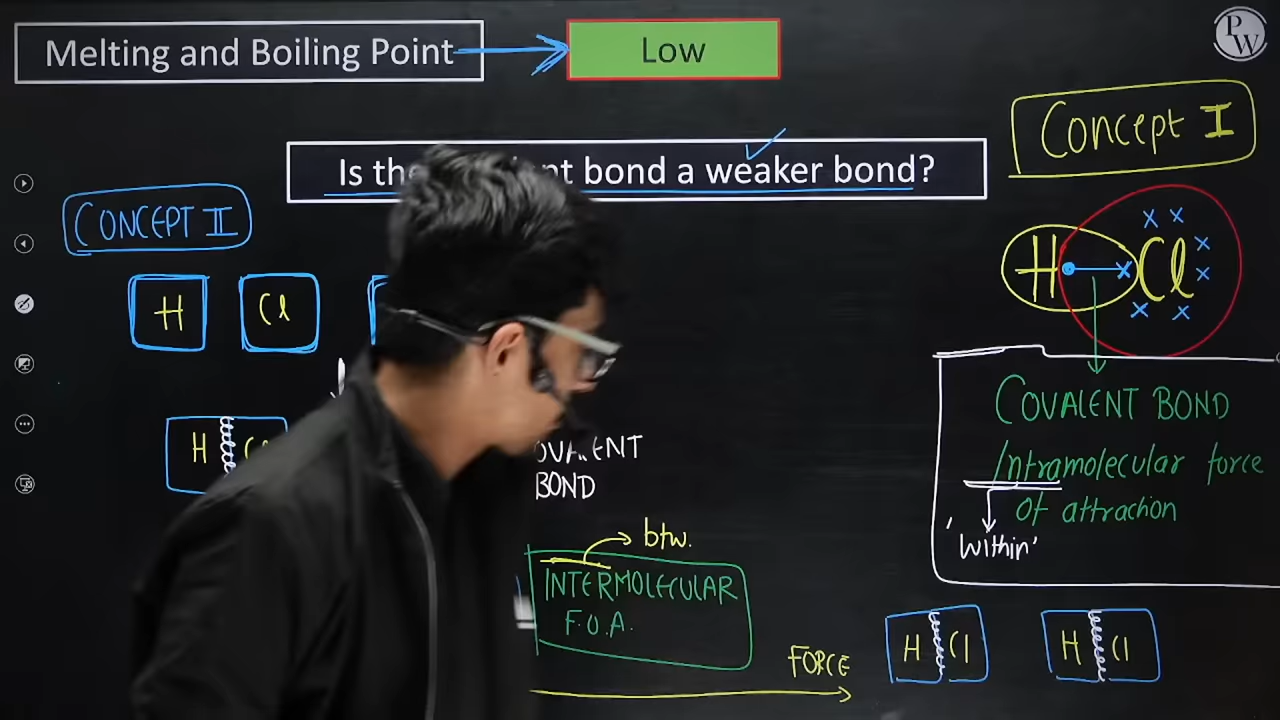 Melting and Boiling Point
Low
PW
Concept I
Is the bond a weaker bond?
CONCEPT II
H
Cl
H Cl
H
H
BOND
COVALENT BOND
Intramolecular force
of attraction
'Within'
btw.
INTERMOLECULAR
F.O.A.
FORCE
H Cl
H Cl